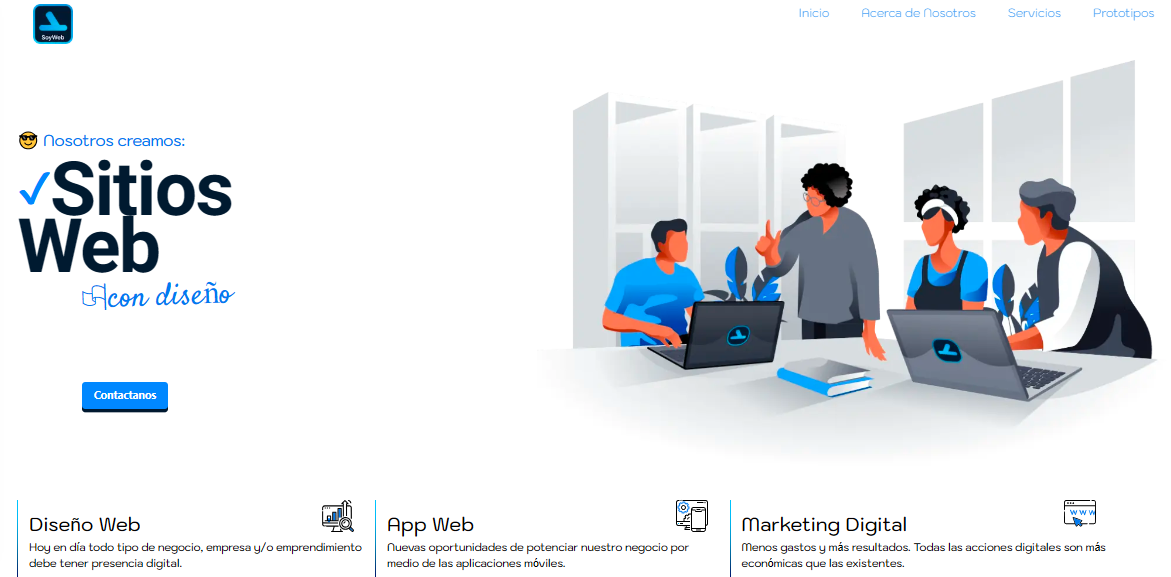 SoyWeb
Inicio Acerca de Nosotros Servicios Prototipos
Nosotros creamos:
✓Sitios
Web
con diseño
Contactanos
Diseño Web
Hoy en día todo tipo de negocio, empresa y/o emprendimiento
debe tener presencia digital.
App Web
Nuevas oportunidades de potenciar nuestro negocio por
medio de las aplicaciones móviles.
WWW
Marketing Digital
Menos gastos y más resultados. Todas las acciones digitales son más
económicas que las existentes.